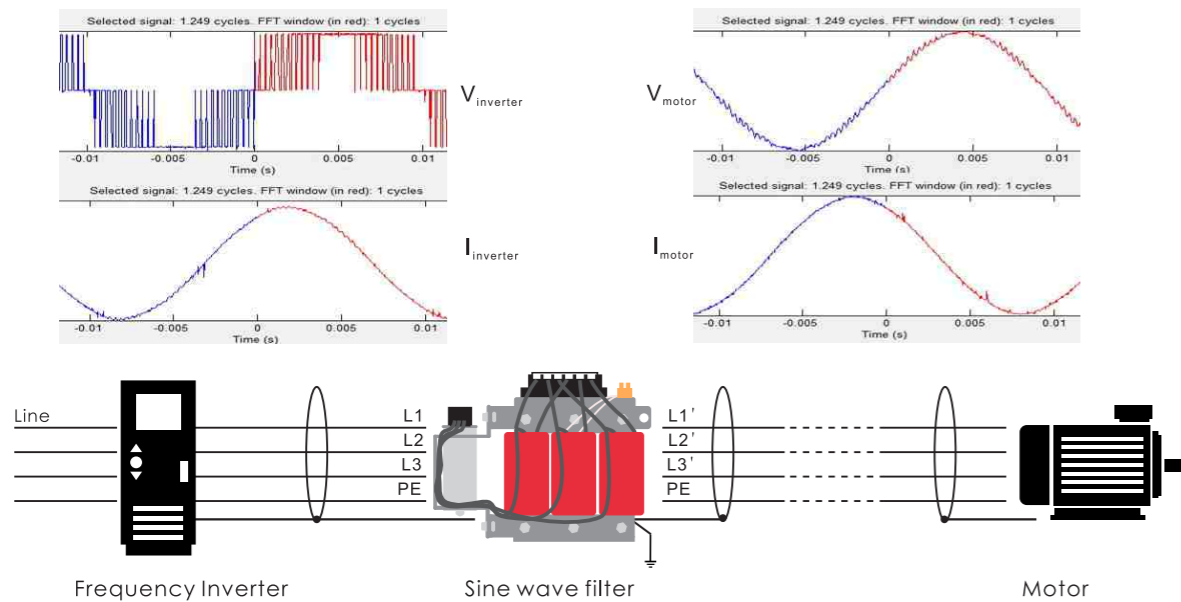 Selected signal: 1.249 cycles. FFT window (in red): 1 cycles
-0.01 -0.005 0 0.005 0.01
Time (s)
V inverter
Selected signal: 1.249 cycles. FFT window (in red): 1 cycles
-0.01 -0.005 0 0.005 0.01
Time (s)
V motor
Selected signal: 1.249 cycles. FFT window (in red): 1 cycles
-0.01 -0.005 0 0.005 0.01
Time (s)
I inverter
Selected signal: 1.249 cycles. FFT window (in red): 1 cycles
-0.01 -0.005 0 0.005 0.01
Time (s)
I motor
Line
L1
L2
L3
PE
L1'
L2'
L3'
PE
Frequency Inverter
Sine wave filter
Motor